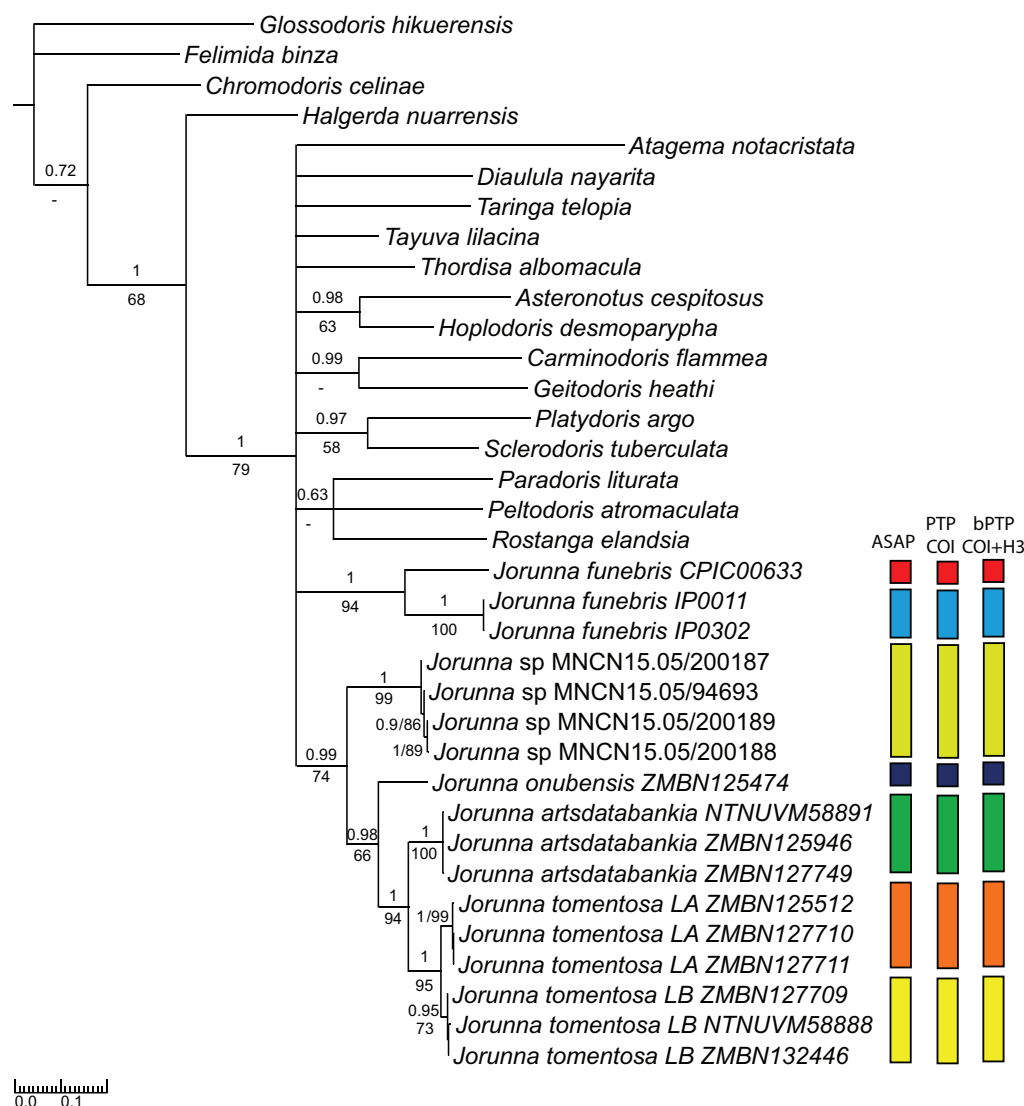 Glossodoris hikuerensis
Felimida binza
Chromodoris celinae
Halgerda nuarrensis
Atagema notacristata
0.72
-
Diaulula nayarita
Taringa telopia
Tayuva lilacina
Thordisa albomacula
1
68
0.98
63
Asteronotus cespitosus
Hoplodoris desmoparypha
0.99
-
Carminodoris flammea
Geitodoris heathi
0.97
58
Platydoris argo
Sclerodoris tuberculata
1
79
0.63
-
Paradoris liturata
Peltodoris atromaculata
Rostanga elandsia
ASAP
PTP
COI
bPTP
COI+H3
1
94
Jorunna funebris CPIC00633
1
100
Jorunna funebris IP0011
Jorunna funebris IP0302
1
99
Jorunna sp MNCN15.05/200187
Jorunna sp MNCN15.05/94693
0.9/86
Jorunna sp MNCN15.05/200189
1/89
Jorunna sp MNCN15.05/200188
0.99
74
Jorunna onubensis ZMBN125474
0.98
66
1
100
Jorunna artsdatabankia NTNUVM58891
Jorunna artsdatabankia ZMBN125946
Jorunna artsdatabankia ZMBN127749
1
94
1/99
Jorunna tomentosa LA ZMBN125512
Jorunna tomentosa LA ZMBN127710
Jorunna tomentosa LA ZMBN127711
1
95
0.95
73
Jorunna tomentosa LB ZMBN127709
Jorunna tomentosa LB NTNUVM58888
Jorunna tomentosa LB ZMBN132446
0.0 0.1